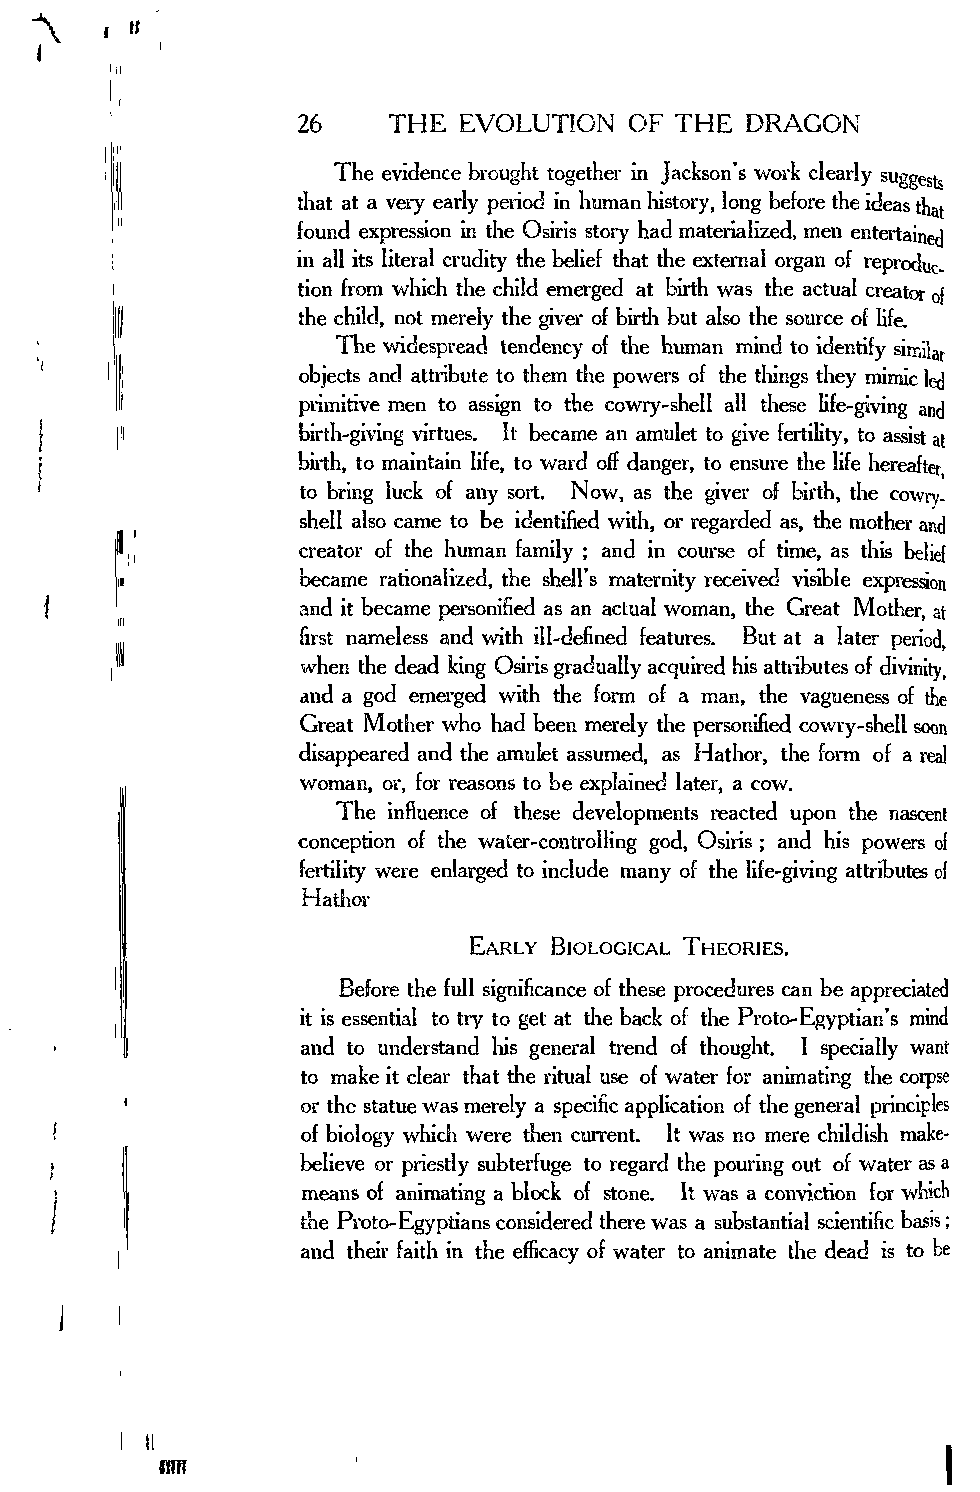 26 THE EVOLUTION OF THE DRAGON
The evidence brought together in Jackson's work clearly suggests
that at a very early period in human history, long before the ideas that
found expression in the Osiris story had materialized, men entertained
in all its literal crudity the belief that the external organ of reproduc-
tion from which the child emerged at birth was the actual creator of
the child, not merely the giver of birth but also the source of life.
The widespread tendency of the human mind to identify similar
objects and attribute to them the powers of the things they mimic led
primitive men to assign to the cowry-shell all these life-giving and
birth-giving virtues. It became an amulet to give fertility, to assist at
birth, to maintain life, to ward off danger, to ensure the life hereafter,
to bring luck of any sort. Now, as the giver of birth, the cowry-
shell also came to be identified with, or regarded as, the mother and
creator of the human family ; and in course of time, as this belief
became rationalized, the shell's maternity received visible expression
and it became personified as an actual woman, the Great Mother, at
first nameless and with ill-defined features. But at a later period,
when the dead king Osiris gradually acquired his attributes of divinity,
and a god emerged with the form of a man, the vagueness of the
Great Mother who had been merely the personified cowry-shell soon
disappeared and the amulet assumed, as Hathor, the form of a real
woman, or, for reasons to be explained later, a cow.
The influence of these developments reacted upon the nascent
conception of the water-controlling god, Osiris ; and his powers of
fertility were enlarged to include many of the life-giving attributes of
Hathor
EARLY BIOLOGICAL THEORIES.
Before the full significance of these procedures can be appreciated
it is essential to try to get at the back of the Proto-Egyptian's mind
and to understand his general trend of thought. I specially want
to make it clear that the ritual use of water for animating the corpse
or the statue was merely a specific application of the general principles
of biology which were then current. It was no mere childish make-
believe or priestly subterfuge to regard the pouring out of water as a
means of animating a block of stone. It was a conviction for which
the Proto-Egyptians considered there was a substantial scientific basis ;
and their faith in the efficacy of water to animate the dead is to be